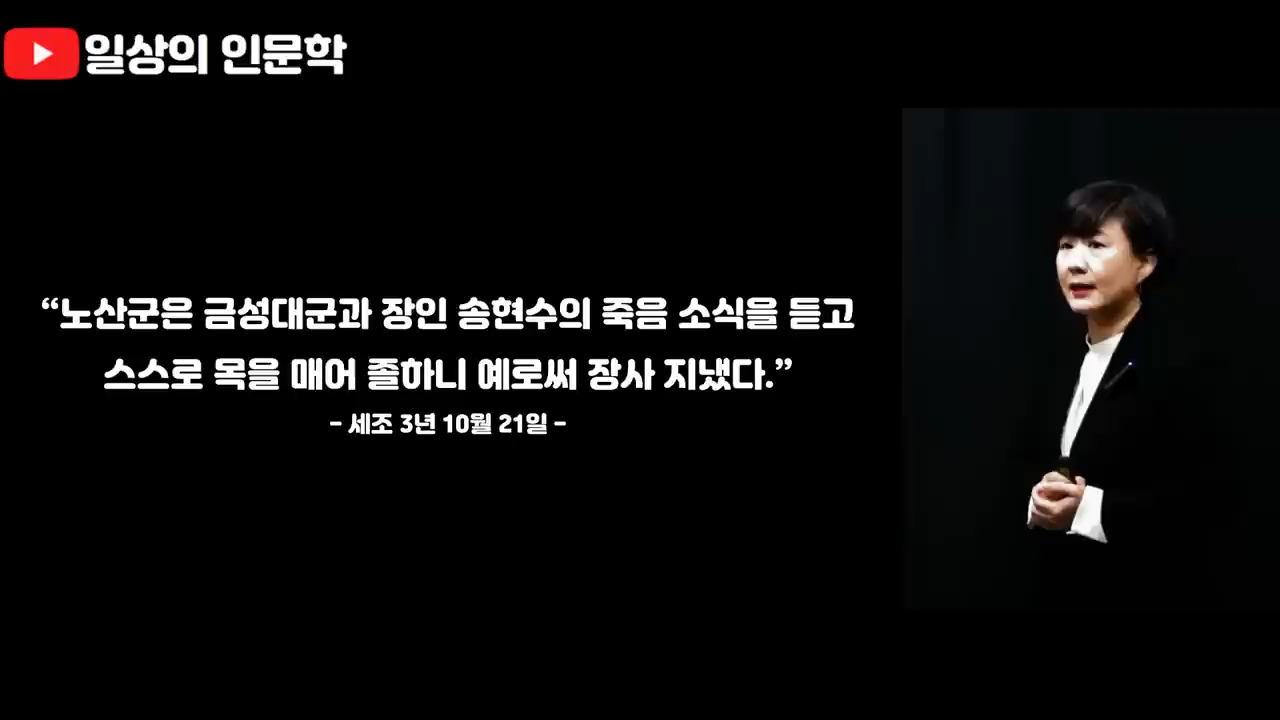 일상의 인문학
“노산군은 금성대군과 장인 송현수의 죽음 소식을 듣고
스스로 목을 매어 졸하니 예로써 장사 지냈다.”
- 세조 3년 10월 21일 -